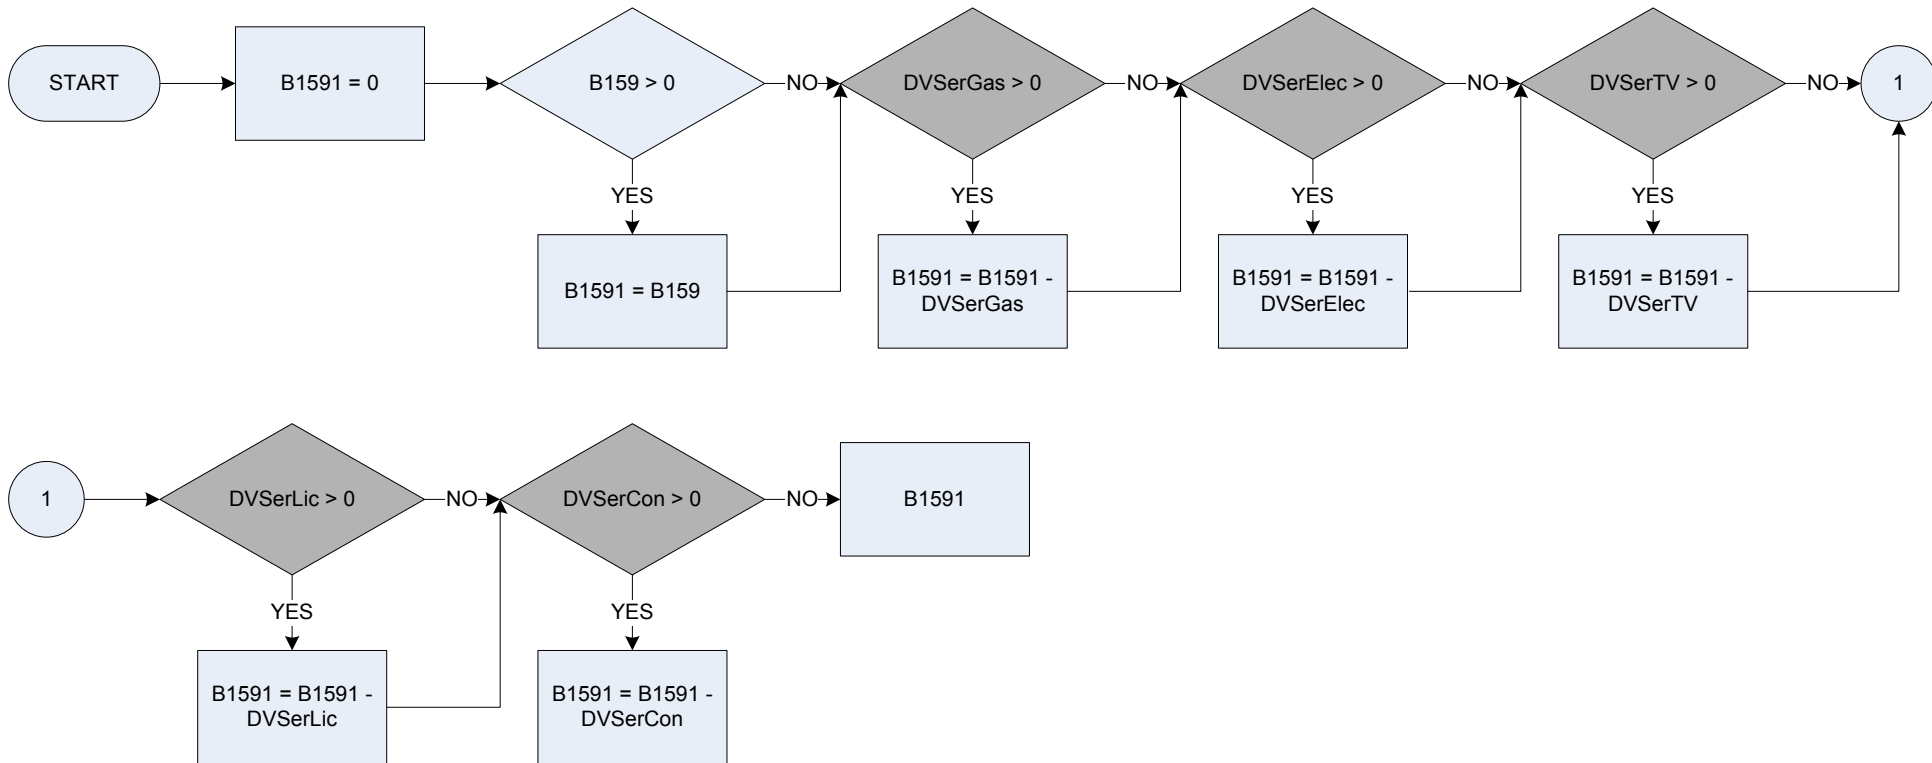 START
B1591 = 0
B159 > 0
NO
DVSerGas > 0
NO
DVSerElec > 0
NO
DVSerTV > 0
NO
1
YES
YES
YES
YES
B1591 = B159
B1591 = B1591 -
DVSerGas
B1591 = B1591 -
DVSerElec
B1591 = B1591 -
DVSerTV
1
DVSerLic > 0
NO
DVSerCon > 0
NO
B1591
YES
YES
B1591 = B1591 -
DVSerLic
B1591 = B1591 -
DVSerCon